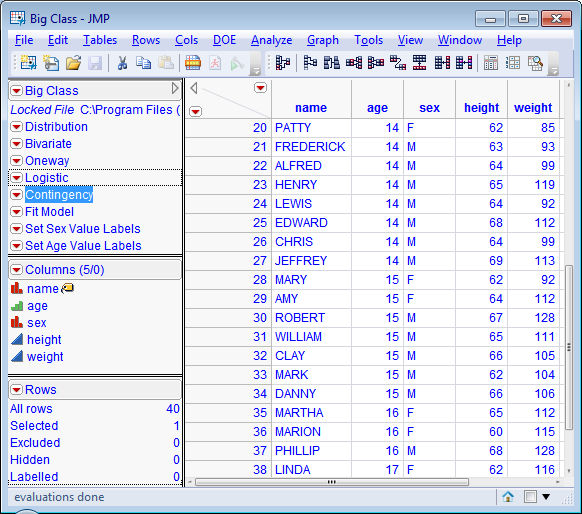 Big Class - JMP
File Edit Tables Rows Cols DOE Analyze Graph Tools View Window Help
Big Class
Locked File C:\Program Files (
Distribution
Bivariate
Oneway
Logistic
Contingency
Fit Model
Set Sex Value Labels
Set Age Value Labels
Columns (5/0)
name
age
sex
height
weight
Rows
All rows 40
Selected 1
Excluded 0
Hidden 0
Labelled 0
name age sex height weight
20 PATTY 14 F 62 85
21 FREDERICK 14 M 63 93
22 ALFRED 14 M 64 99
23 HENRY 14 M 65 119
24 LEWIS 14 M 64 92
25 EDWARD 14 M 68 112
26 CHRIS 14 M 64 99
27 JEFFREY 14 M 69 113
28 MARY 15 F 62 92
29 AMY 15 F 64 112
30 ROBERT 15 M 67 128
31 WILLIAM 15 M 65 111
32 CLAY 15 M 66 105
33 MARK 15 M 62 104
34 DANNY 15 M 66 106
35 MARTHA 16 F 65 112
36 MARION 16 F 60 115
37 PHILLIP 16 M 68 128
38 LINDA 17 F 62 116
evaluations done